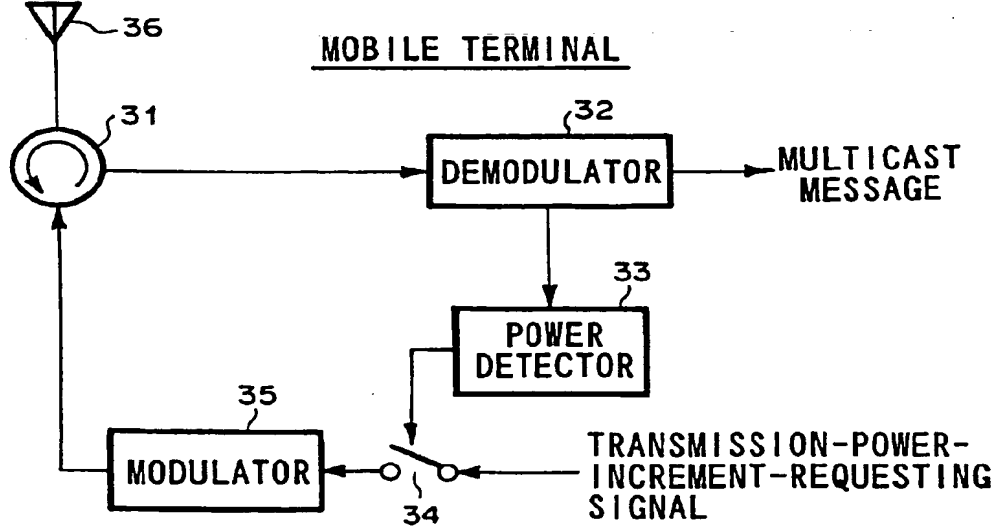 36
MOBILE TERMINAL
31
32
DEMODULATOR
MULTICAST
MESSAGE
33
POWER
DETECTOR
35
MODULATOR
34
TRANSMISSION-POWER-
INCREMENT-REQUESTING
SIGNAL